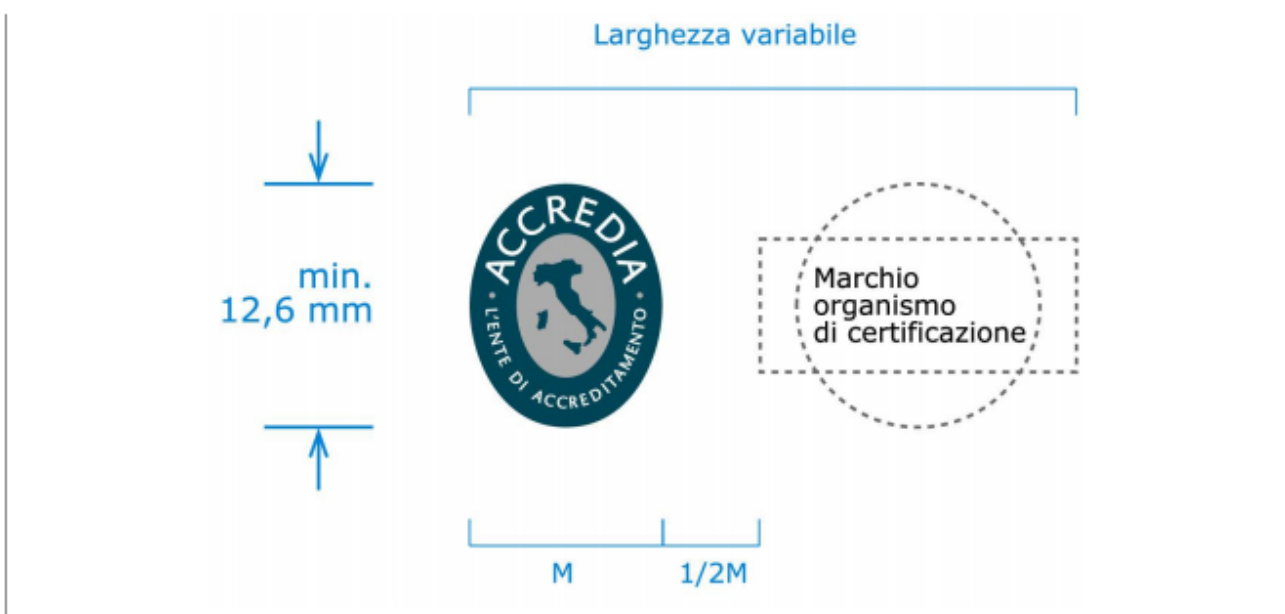 Larghezza variabile
min.
12,6 mm
ACCREDIA
• L'ENTE DI ACCREDITAMENTO •
Marchio
organismo
di certificazione
M
1/2M